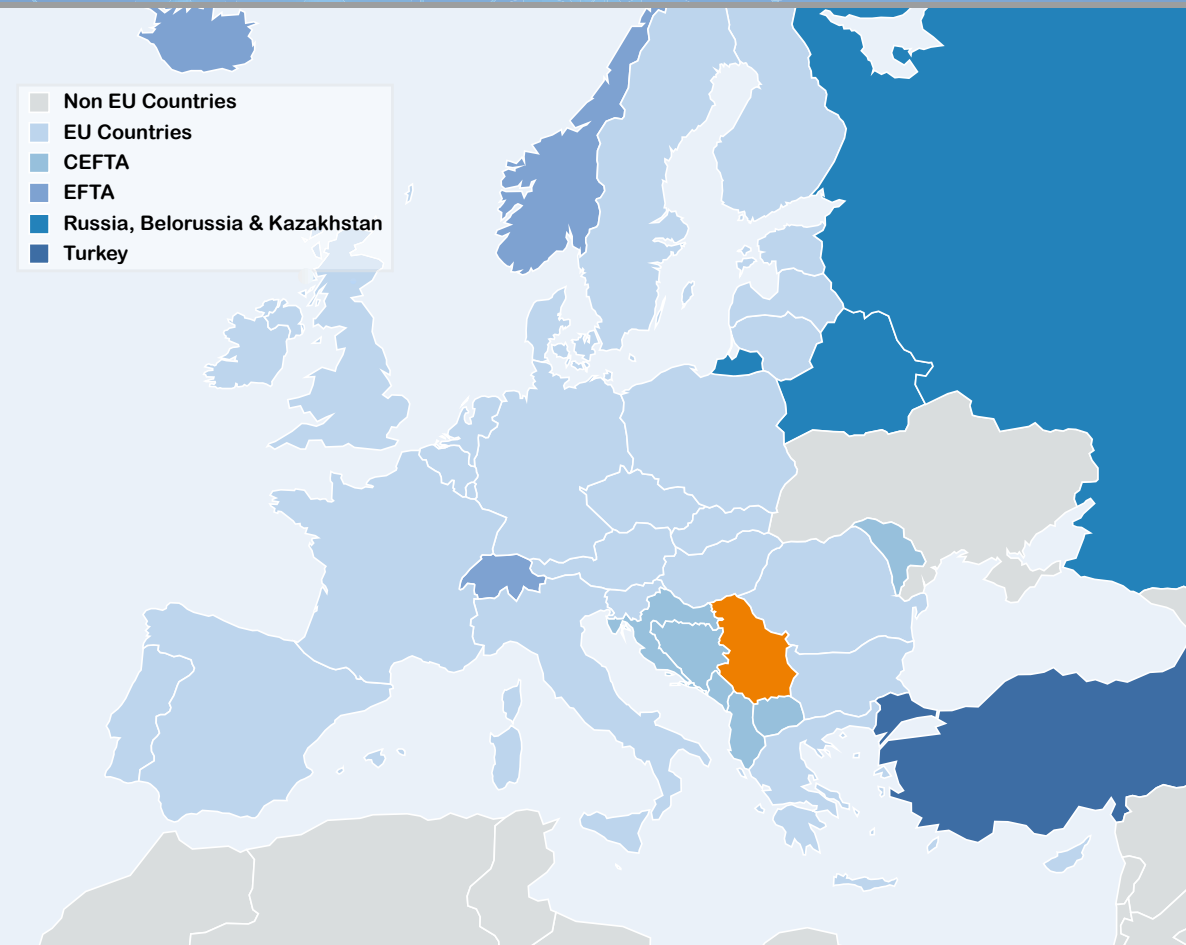 Non EU Countries
EU Countries
CEFTA
EFTA
Russia, Belorussia & Kazakhstan
Turkey